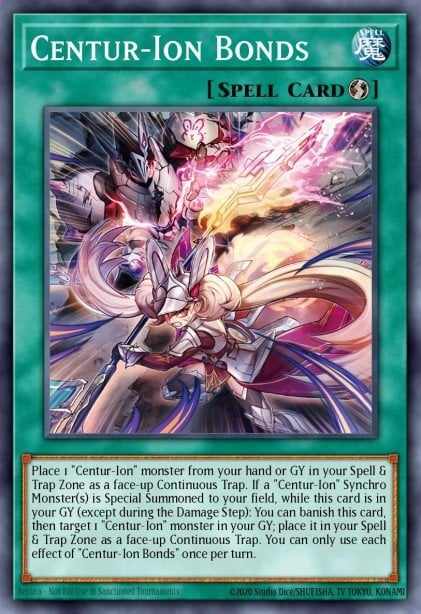 Centur-Ion Bonds
SPELL
魔
[Spell Card]
Place 1 "Centur-Ion" monster from your hand or GY in your Spell &
Trap Zone as a face-up Continuous Trap. If a "Centur-Ion" Synchro
Monster(s) is Special Summoned to your field, while this card is in
your GY (except during the Damage Step): You can banish this card,
then target 1 "Centur-Ion" monster in your GY; place it in your Spell
& Trap Zone as a face-up Continuous Trap. You can only use each
effect of "Centur-Ion Bonds" once per turn.
Replica - Not For Use in Sanctioned Tournaments
©2020 Studio Dice/SHUEISHA, TV TOKYO, KONAMI